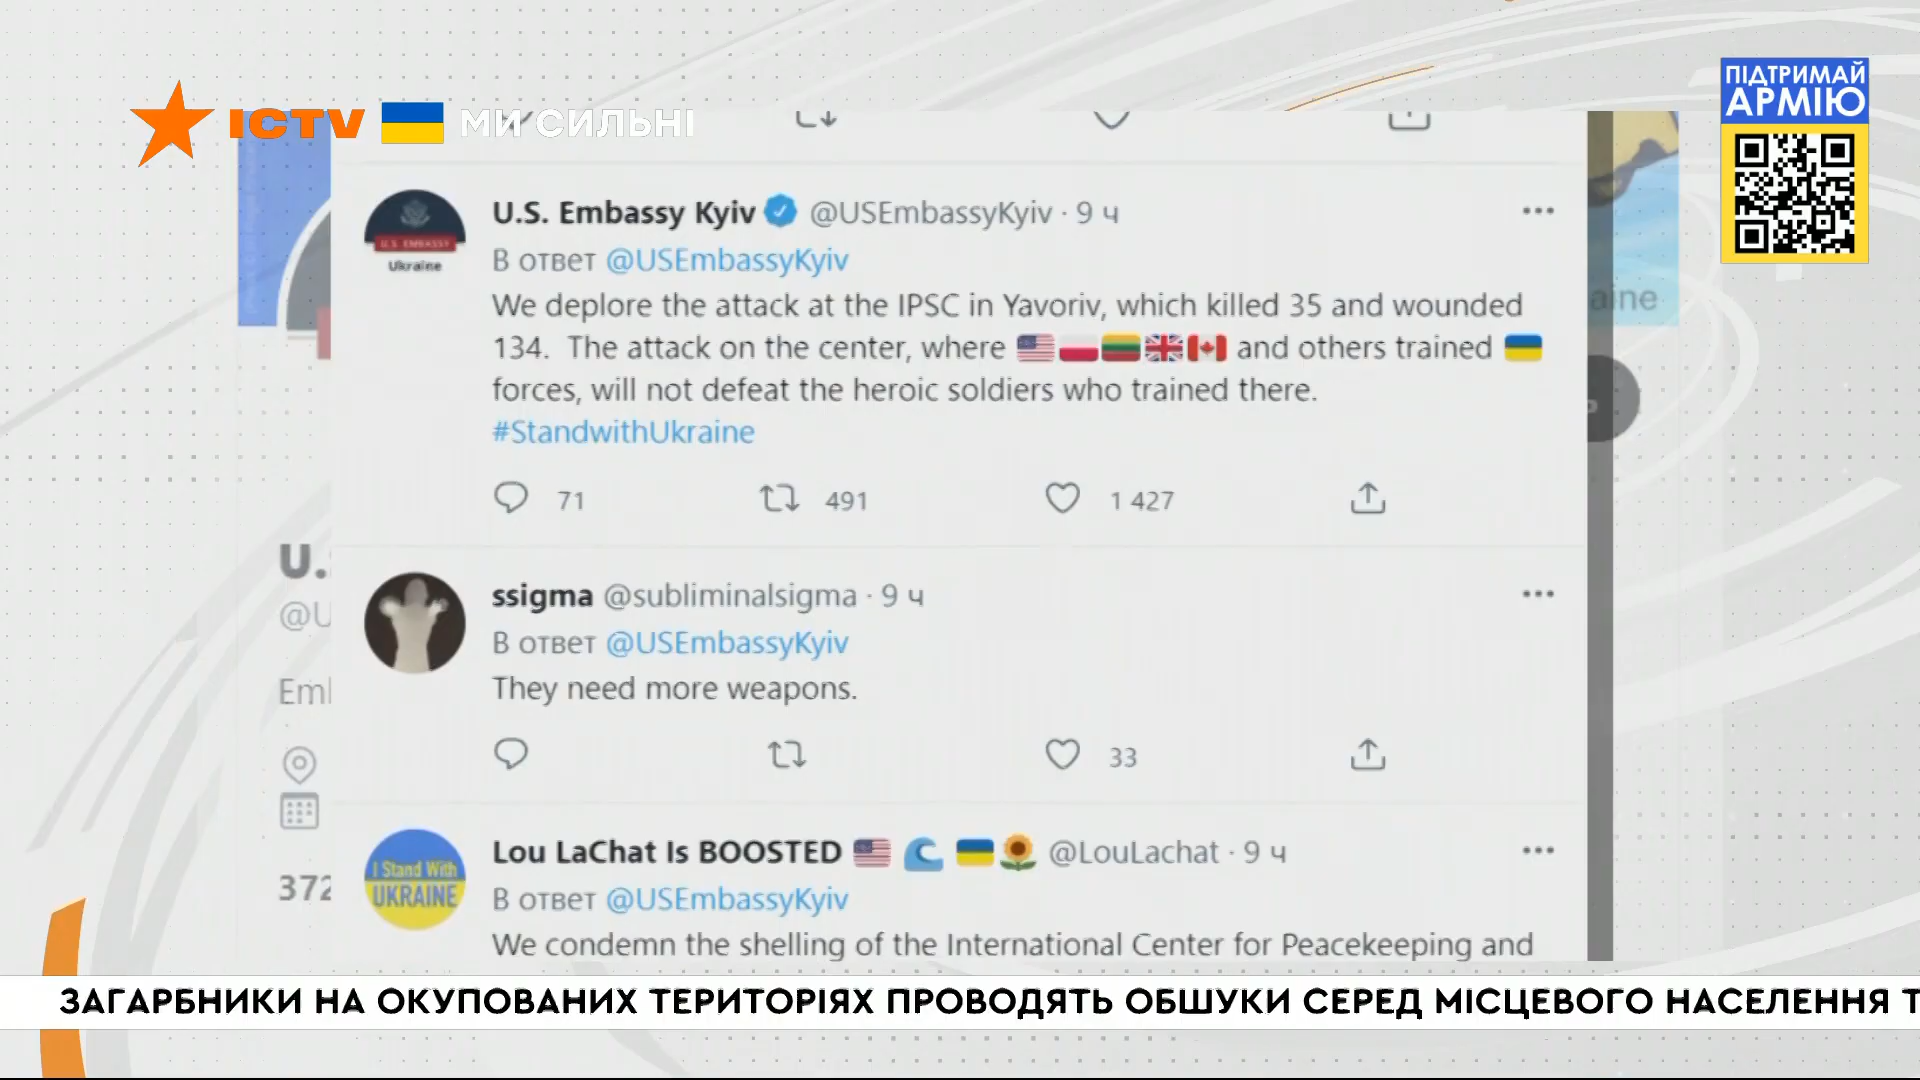 ПІДТРИМАЙ
АРМІЮ
ICTV МИ СИЛЬНІ
U.S. Embassy Kyiv @USEmbassyKyiv · 9 ч
U.S. EMBASSY
Ukraine
В ответ @USEmbassyKyiv
We deplore the attack at the IPSC in Yavoriv, which killed 35 and wounded
134. The attack on the center, where 🇺🇸🇵🇱🇱🇹🇬🇧🇨🇦 and others trained 🇺🇦
forces, will not defeat the heroic soldiers who trained there.
#StandwithUkraine
71 491 1 427
aine
U.
@U
Emb
372
ssigma @subliminalsigma · 9 ч
В ответ @USEmbassyKyiv
They need more weapons.
33
Lou LaChat Is BOOSTED 🇺🇸 🌊 🇺🇦🌻 @LouLachat · 9 ч
I Stand With
UKRAINE
В ответ @USEmbassyKyiv
We condemn the shelling of the International Center for Peacekeeping and
ЗАГАРБНИКИ НА ОКУПОВАНИХ ТЕРИТОРІЯХ ПРОВОДЯТЬ ОБШУКИ СЕРЕД МІСЦЕВОГО НАСЕЛЕННЯ Т